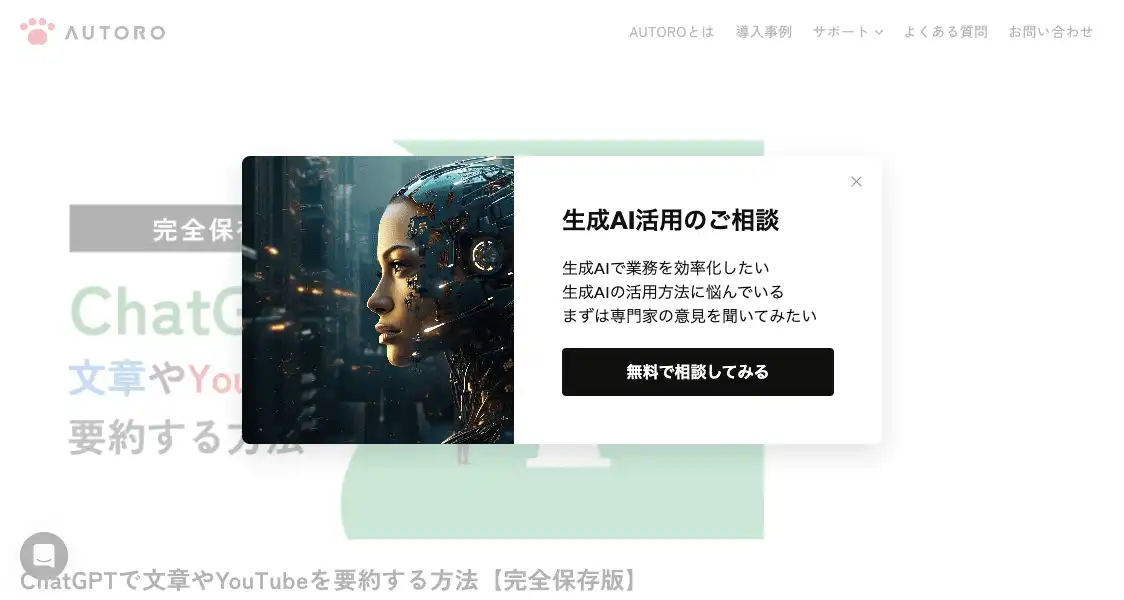 AUTORO
AUTOROとは
導入事例
サポート
よくある質問
お問い合わせ
完全保
ChatG
文章やYou
要約する方法
生成AI活用のご相談
生成AIで業務を効率化したい
生成AIの活用方法に悩んでいる
まずは専門家の意見を聞いてみたい
無料で相談してみる
ChatGPTで文章やYouTubeを要約する方法【完全保存版】